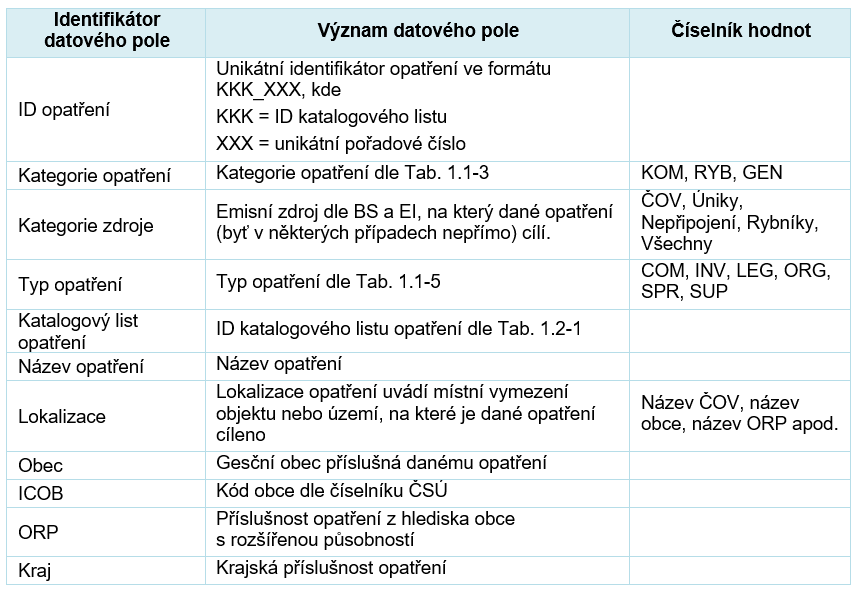 Identifikátor
datového pole
Význam datového pole
Číselník hodnot
ID opatření
Unikátní identifikátor opatření ve formátu
KKK_XXX, kde
KKK = ID katalogového listu
XXX = unikátní pořadové číslo
Kategorie opatření
Kategorie opatření dle Tab. 1.1-3
KOM, RYB, GEN
Kategorie zdroje
Emisní zdroj dle BS a EI, na který dané opatření
(byť v některých případech nepřímo) cílí.
ČOV, Úniky,
Nepřipojení, Rybníky,
Všechny
Typ opatření
Typ opatření dle Tab. 1.1-5
COM, INV, LEG, ORG,
SPR, SUP
Katalogový list
opatření
ID katalogového listu opatření dle Tab. 1.2-1
Název opatření
Název opatření
Lokalizace
Lokalizace opatření uvádí místní vymezení
objektu nebo území, na které je dané opatření
cíleno
Název ČOV, název
obce, název ORP apod.
Obec
Gesční obec příslušná danému opatření
ICOB
Kód obce dle číselníku ČSÚ
ORP
Příslušnost opatření z hlediska obce
s rozšířenou působností
Kraj
Krajská příslušnost opatření